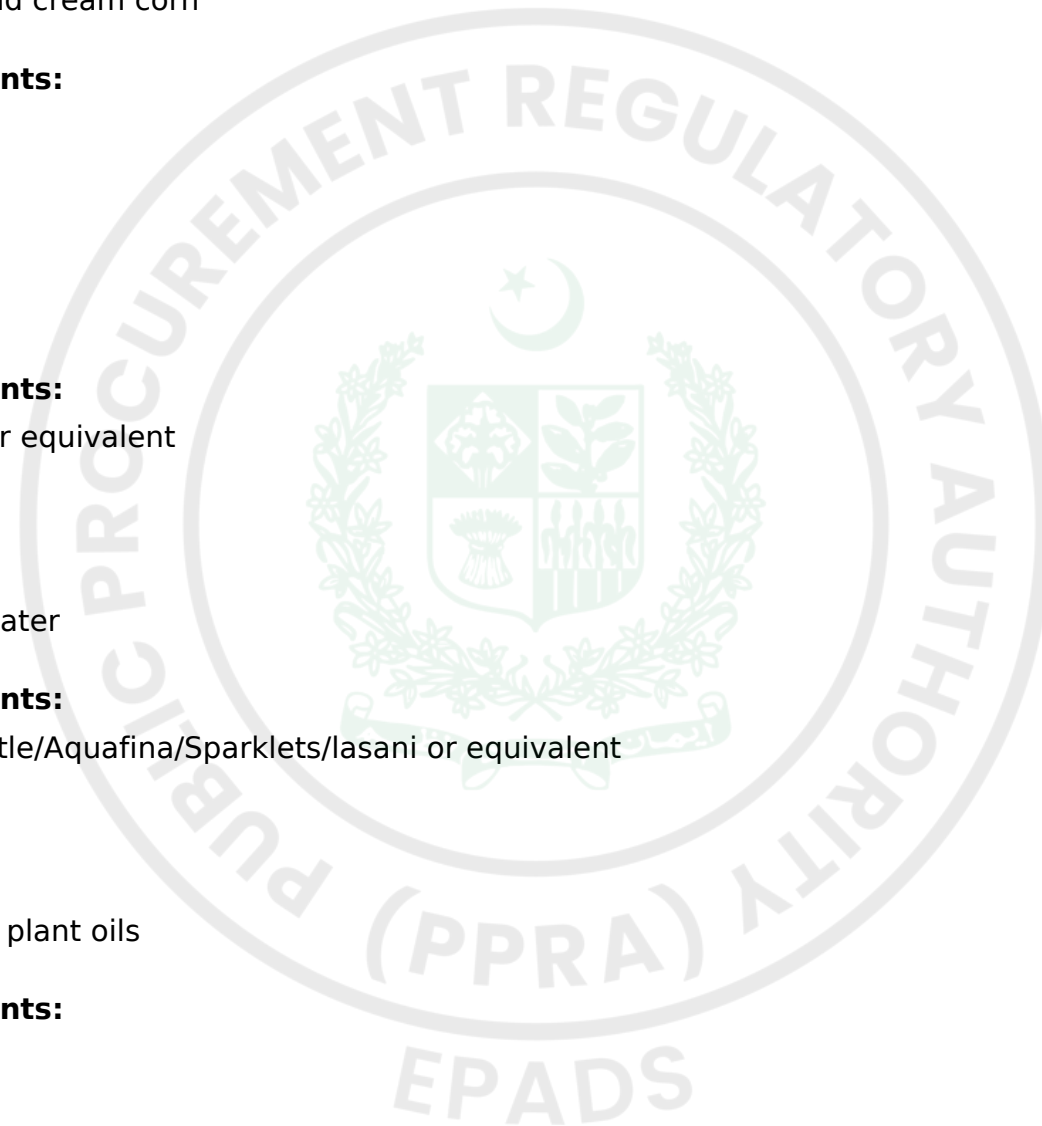 d cream corn
nts:
nts:
r equivalent
ater
nts:
tle/Aquafina/Sparklets/lasani or equivalent
plant oils
nts:
PUBLIC PROCUREMENT REGULATORY AUTHORITY
(PPRA)
EPADS